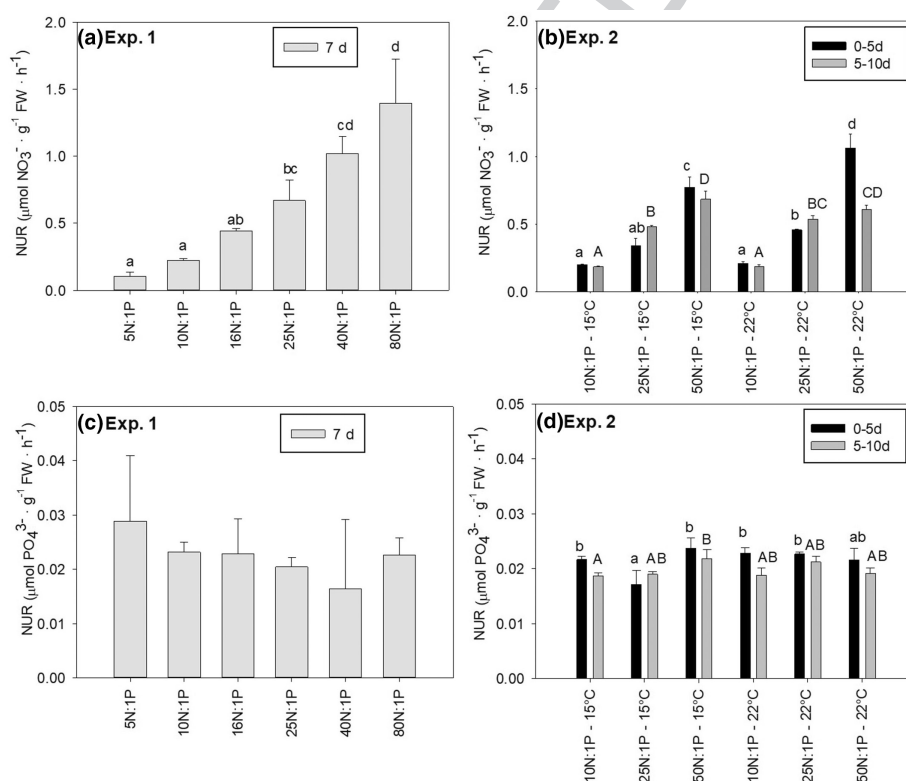 (a) Exp. 1
7 d
2.0
1.5
1.0
0.5
0.0
NUR (μmol NO3- · g-1 FW · h-1)
a
a
ab
bc
cd
d
5N:1P
10N:1P
16N:1P
25N:1P
40N:1P
80N:1P
(b) Exp. 2
0-5d
5-10d
2.0
1.5
1.0
0.5
0.0
NUR (μmol NO3- · g-1 FW · h-1)
a A
ab B
c D
a A
b BC
d CD
10N:1P - 15°C
25N:1P - 15°C
50N:1P - 15°C
10N:1P - 22°C
25N:1P - 22°C
50N:1P - 22°C
(c) Exp. 1
7 d
0.05
0.04
0.03
0.02
0.01
0.00
NUR (μmol PO43- · g-1 FW · h-1)
5N:1P
10N:1P
16N:1P
25N:1P
40N:1P
80N:1P
(d) Exp. 2
0-5d
5-10d
0.05
0.04
0.03
0.02
0.01
0.00
NUR (μmol PO43- · g-1 FW · h-1)
b A
a AB
b B
b AB
b AB
ab AB
10N:1P - 15°C
25N:1P - 15°C
50N:1P - 15°C
10N:1P - 22°C
25N:1P - 22°C
50N:1P - 22°C